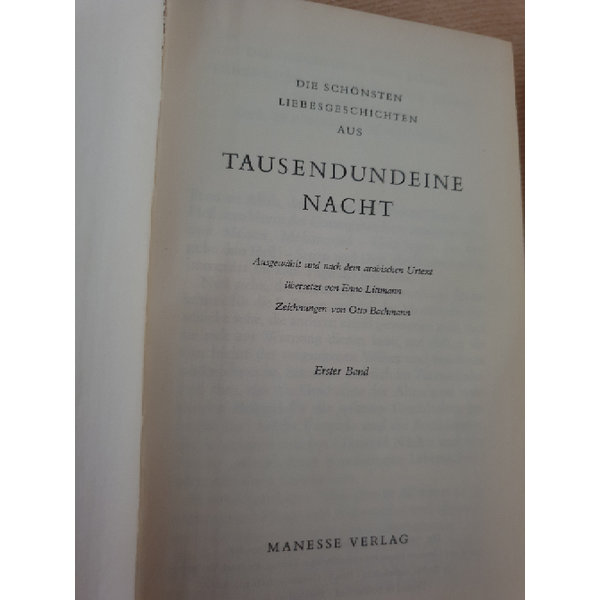 DIE SCHÖNSTEN
LIEBESGESCHICHTEN
AUS
TAUSENDUNDEINE
NACHT
Ausgewählt und nach dem arabischen Urtext
übersetzt von Enno Littmann
Zeichnungen von Otto Bachmann
Erster Band
MANESSE VERLAG